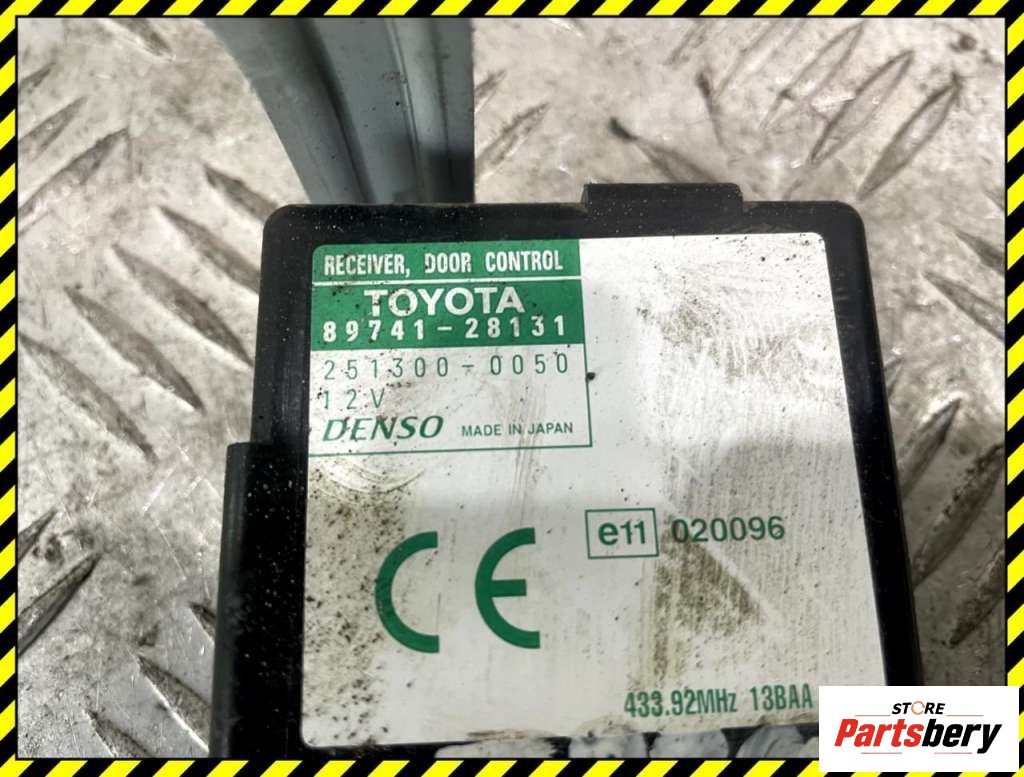 RECEIVER, DOOR CONTROL
TOYOTA
89741-28131
251300-0050
12V
DENSO MADE IN JAPAN
CE
e11 020096
433.92MHz 13BAA
STORE
Partsbery